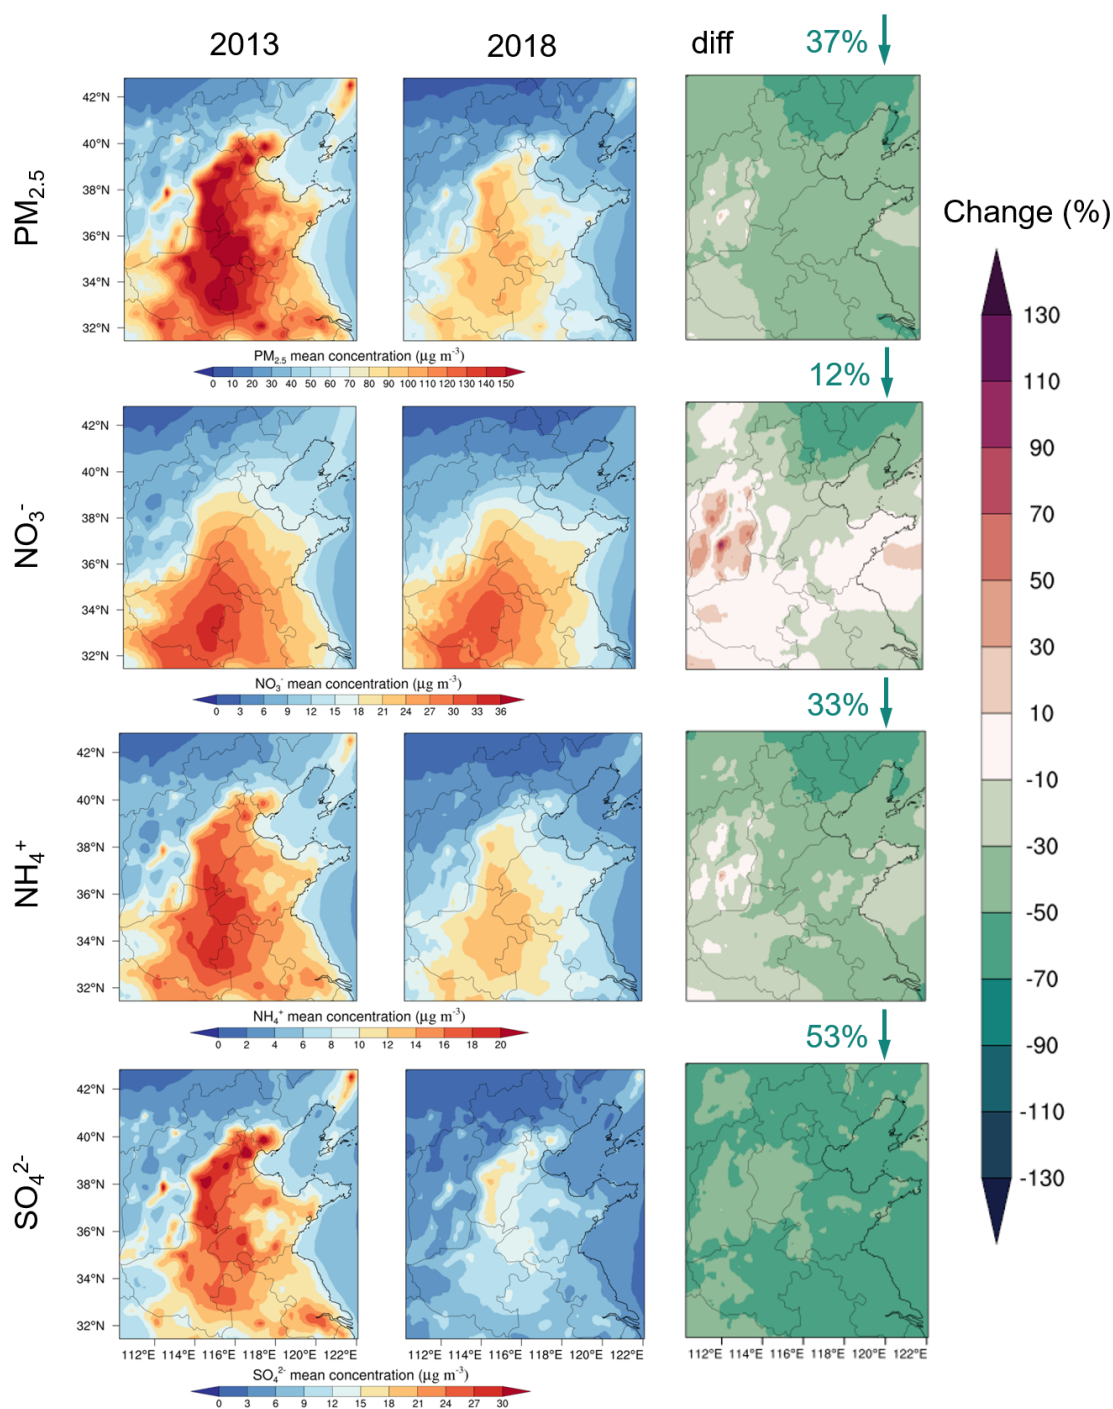 2013 2018 diff 37%
PM2.5
42°N
40°N
38°N
36°N
34°N
32°N
PM2.5 mean concentration (µg m-3)
0 10 20 30 40 50 60 70 80 90 100 110 120 130 140 150
12%
NO3-
42°N
40°N
38°N
36°N
34°N
32°N
NO3- mean concentration (µg m-3)
0 3 6 9 12 15 18 21 24 27 30 33 36
33%
NH4+
42°N
40°N
38°N
36°N
34°N
32°N
NH4+ mean concentration (µg m-3)
0 2 4 6 8 10 12 14 16 18 20
53%
SO42-
42°N
40°N
38°N
36°N
34°N
32°N
112°E 114°E 116°E 118°E 120°E 122°E
112°E 114°E 116°E 118°E 120°E 122°E
112°E 114°E 116°E 118°E 120°E 122°E
SO42- mean concentration (µg m-3)
0 3 6 9 12 15 18 21 24 27 30
Change (%)
130
110
90
70
50
30
10
-10
-30
-50
-70
-90
-110
-130